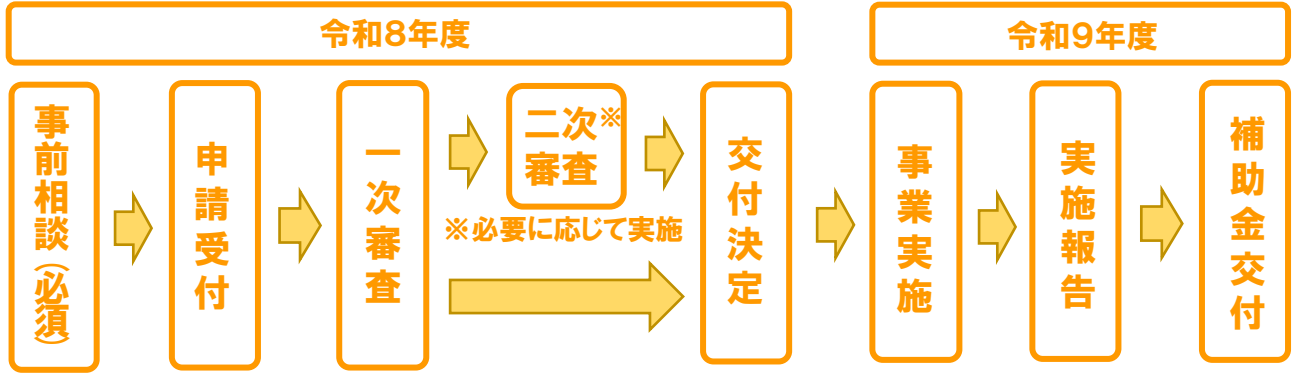 令和8年度
令和9年度
事前相談（必須）
申請受付
一次審査
二次※
審査
※必要に応じて実施
交付決定
事業実施
実施報告
補助金交付